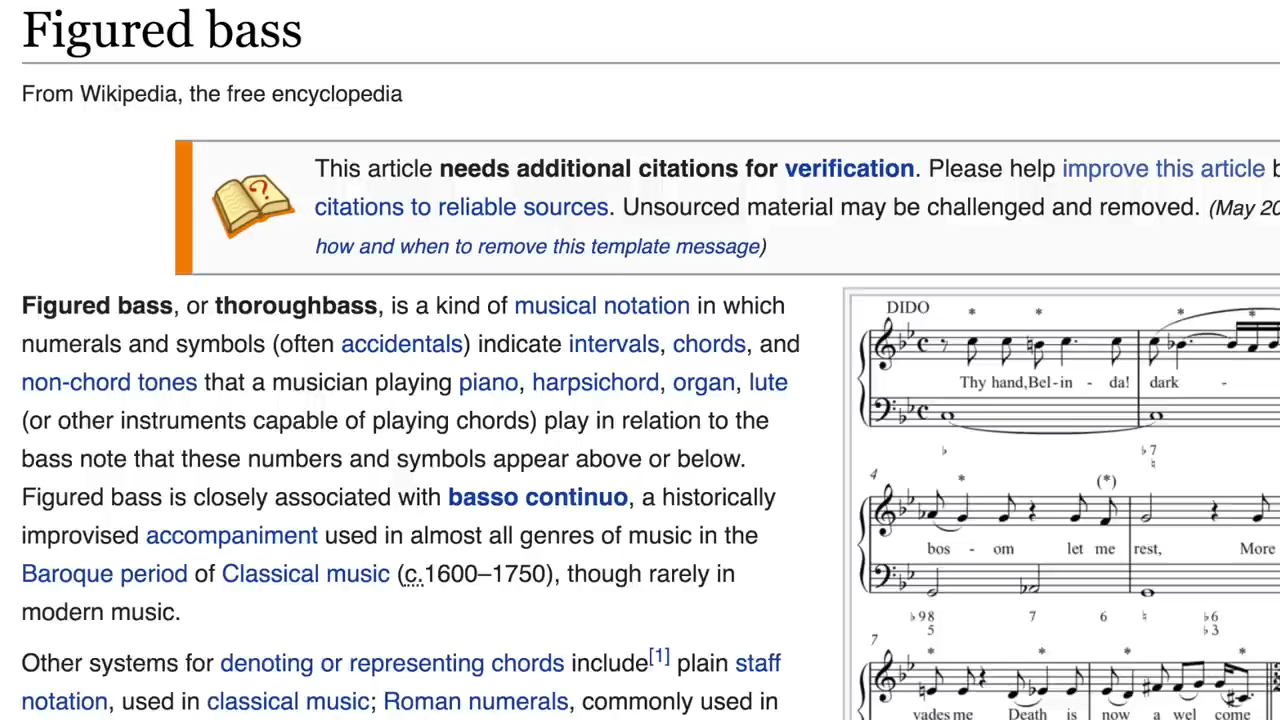 Figured bass
From Wikipedia, the free encyclopedia
This article needs additional citations for verification. Please help improve this article
citations to reliable sources. Unsourced material may be challenged and removed. (May
how and when to remove this template message)
Figured bass, or thoroughbass, is a kind of musical notation in which
numerals and symbols (often accidentals) indicate intervals, chords, and
non-chord tones that a musician playing piano, harpsichord, organ, lute
(or other instruments capable of playing chords) play in relation to the
bass note that these numbers and symbols appear above or below.
Figured bass is closely associated with basso continuo, a historically
improvised accompaniment used in almost all genres of music in the
Baroque period of Classical music (c.1600–1750), though rarely in
modern music.
Other systems for denoting or representing chords include[1] plain staff
notation, used in classical music; Roman numerals, commonly used in
DIDO
* * * *
Thy hand, Bel - in - da! dark -
♭ ♭7
♮
4
* (*)
bos - om let me rest, More
♭98 7 6 ♮ ♭6
5 ♭3
7
* * * *
vades me Death is now a wel come